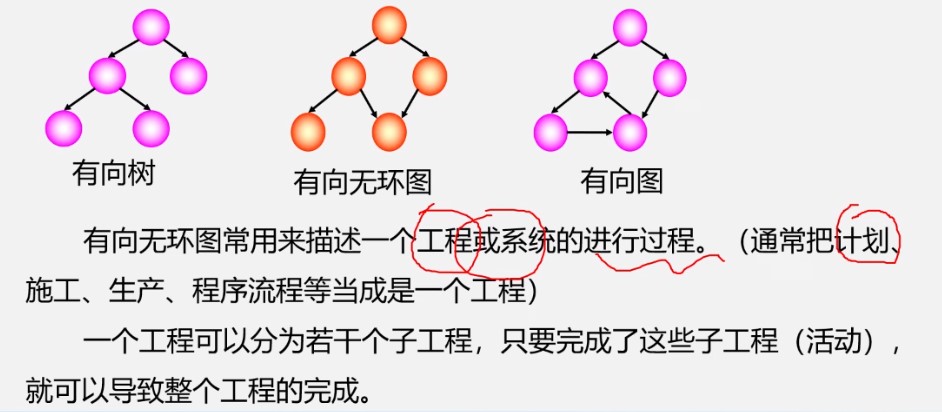 有向树
有向无环图
有向图
有向无环图常用来描述一个工程或系统的进行过程。（通常把计划、
施工、生产、程序流程等当成是一个工程）
一个工程可以分为若干个子工程，只要完成了这些子工程（活动），
就可以导致整个工程的完成。